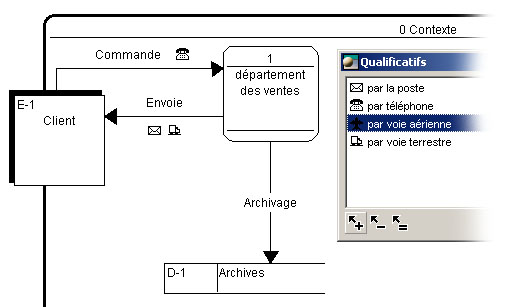 0 Contexte
Commande
1
département
des ventes
E-1
Client
Envoie
Archivage
D-1 Archives
Qualificatifs
par la poste
par téléphone
par voie aérienne
par voie terrestre